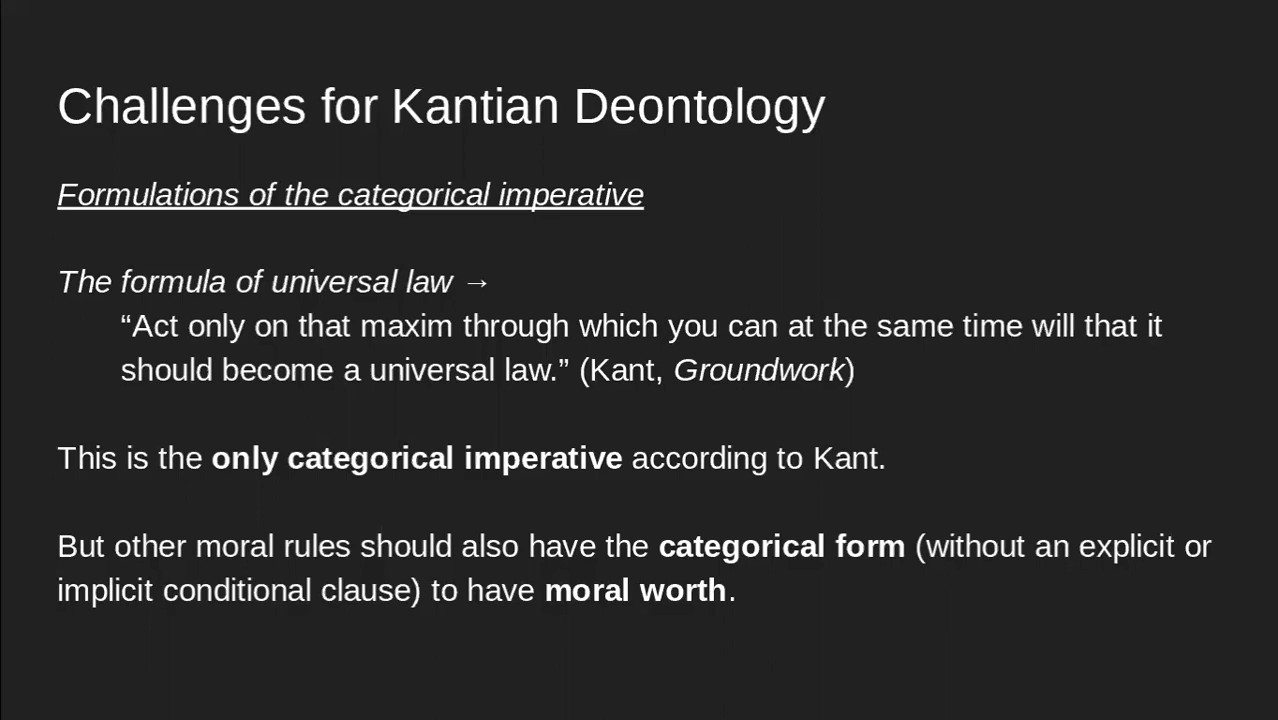 Challenges for Kantian Deontology
Formulations of the categorical imperative
The formula of universal law →
“Act only on that maxim through which you can at the same time will that it
should become a universal law.” (Kant, Groundwork)
This is the only categorical imperative according to Kant.
But other moral rules should also have the categorical form (without an explicit or
implicit conditional clause) to have moral worth.